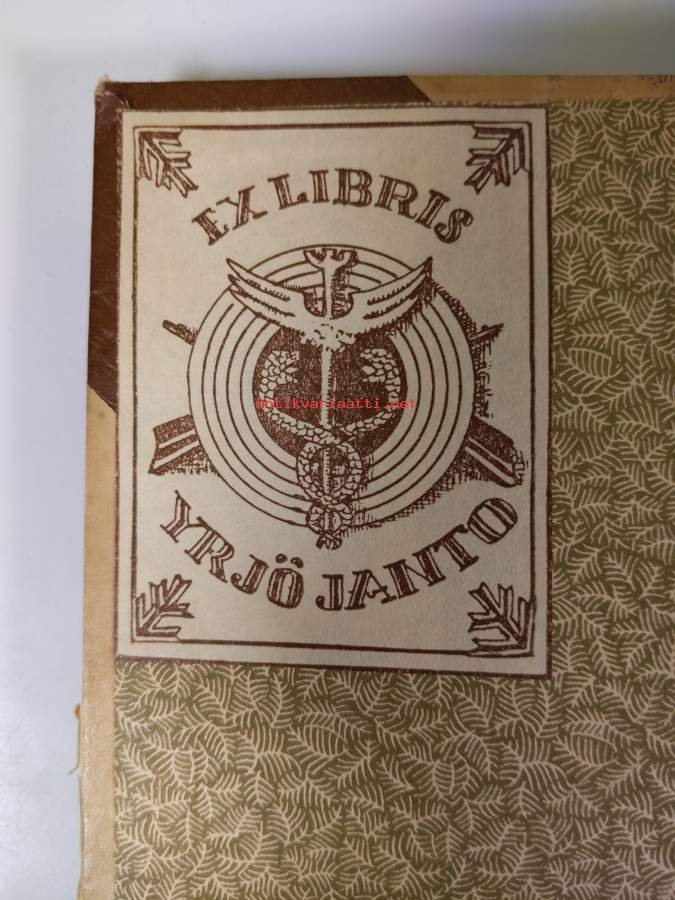 EX LIBRIS
Antikvariaatti.net
YRJÖ JANTO